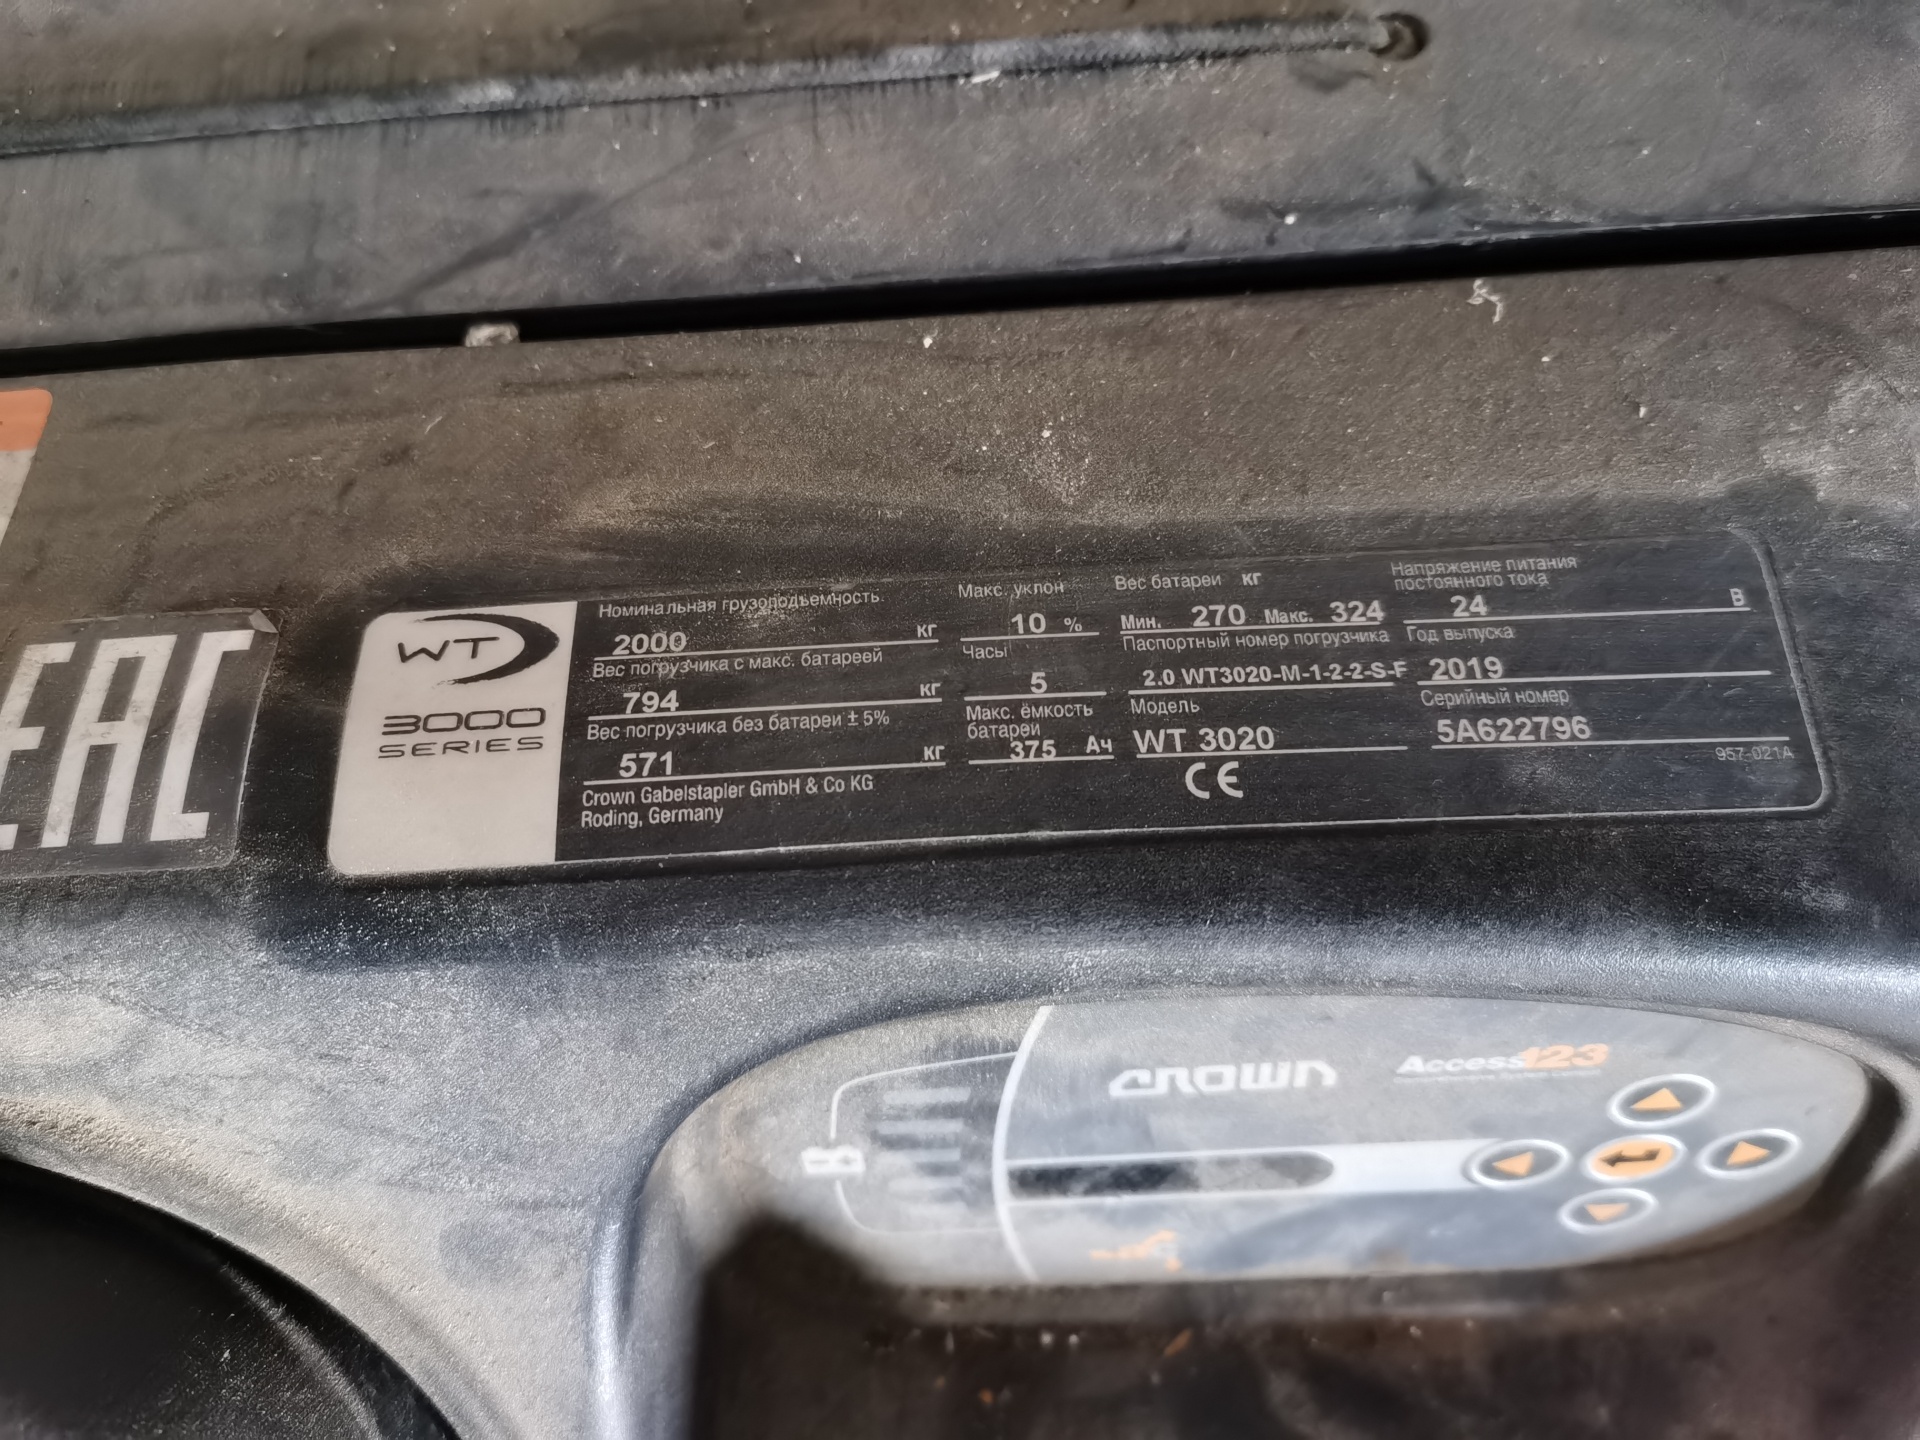 EAC
WT
3000
SERIES
Номинальная грузоподъемность
2000 кг
Вес погрузчика с макс. батареей
794 кг
Вес погрузчика без батареи ± 5%
571 кг
Crown Gabelstapler GmbH & Co KG
Roding, Germany
Макс. уклон
10 %
Часы
5
Макс. ёмкость
батареи
375 Ач
Вес батареи кг
Мин. 270 Макс. 324
Паспортный номер погрузчика
2.0 WT3020-M-1-2-2-S-F
Модель
WT 3020
CE
Напряжение питания
постоянного тока
24 В
Год выпуска
2019
Серийный номер
5A622796
957-021A
CROWN
Access123